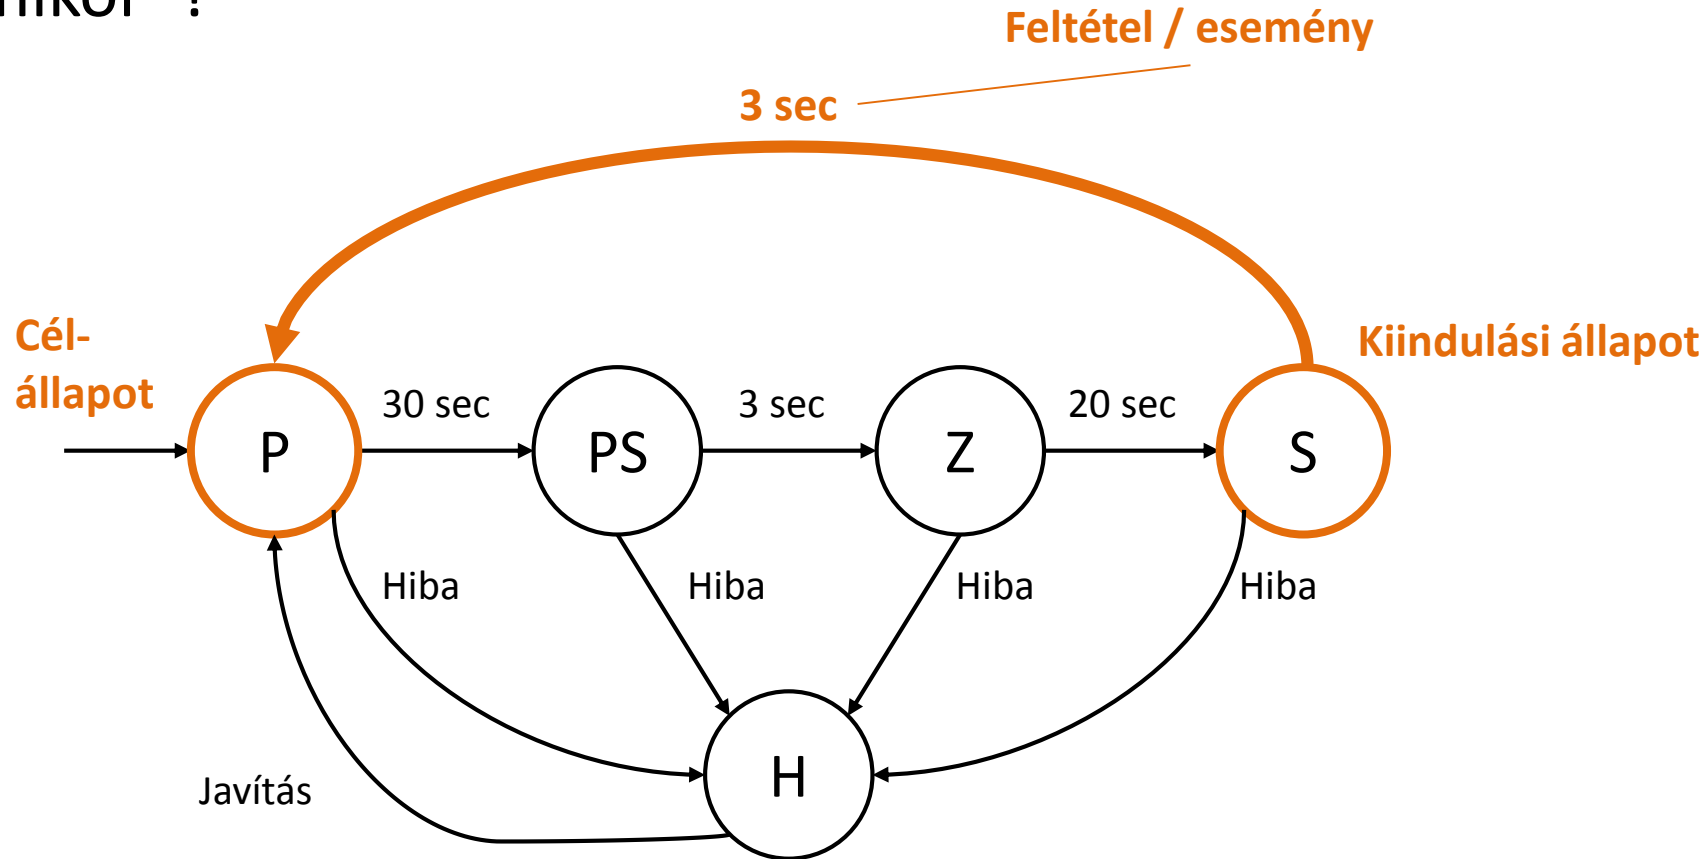 Feltétel / esemény
3 sec
Cél-
állapot
Kiindulási állapot
30 sec
3 sec
20 sec
P
PS
Z
S
Hiba
Hiba
Hiba
Hiba
Javítás
H